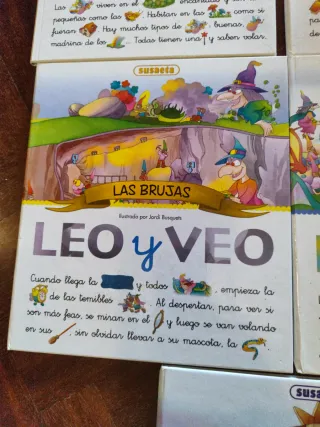 Las viven en el encantado y son
pequeñas como las . Habitan en las como si
fueran . Hay muchos tipos de buenas,
madrina de los ... Todas tienen una y saben volar.
susaeta
LAS BRUJAS
Ilustrado por Jordi Busquets
LEO y VEO
Cuando llega la y todos , empieza la
de las temibles . Al despertar, para ver si
son más feas, se miran en el y luego se van volando
en sus , sin olvidar llevar a su mascota, la .
susaeta